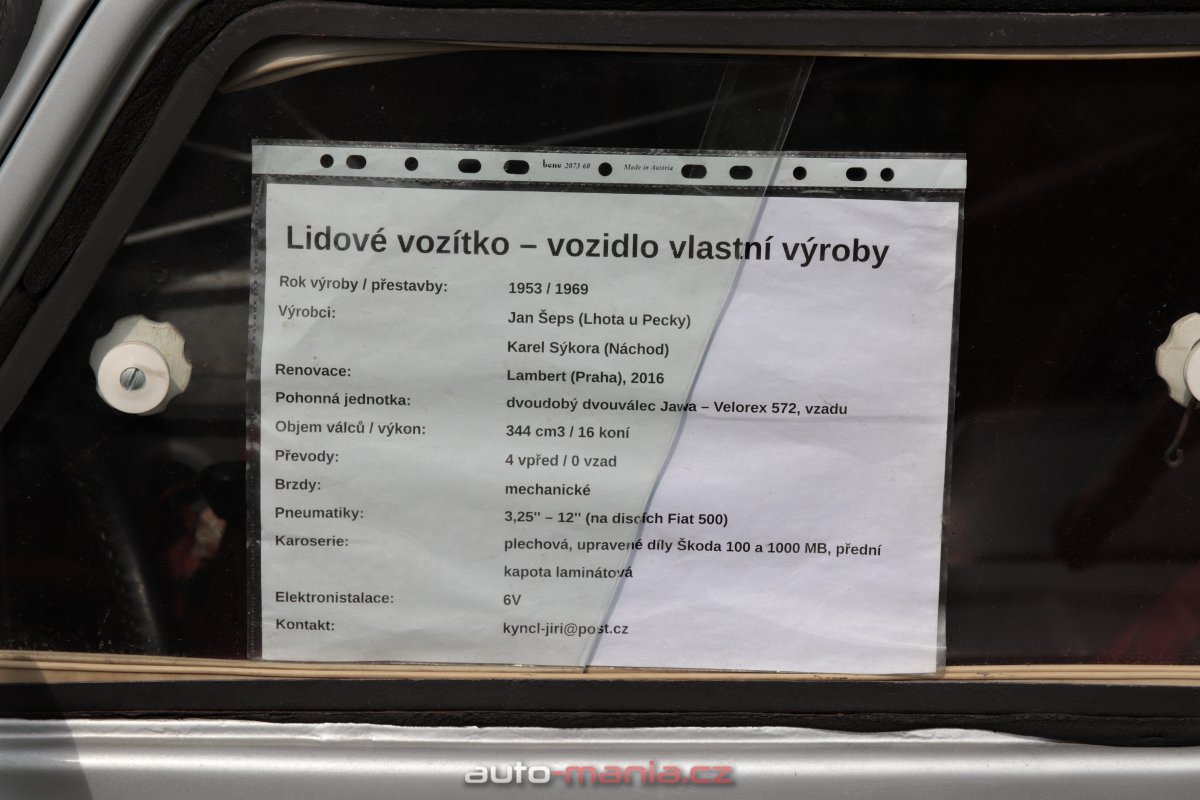 bene 2073 60 Made in Austria
Lidové vozítko – vozidlo vlastní výroby
Rok výroby / přestavby: 1953 / 1969
Výrobci: Jan Šeps (Lhota u Pecky)
Karel Sýkora (Náchod)
Renovace: Lambert (Praha), 2016
Pohonná jednotka: dvoudobý dvouválec Jawa – Velorex 572, vzadu
Objem válců / výkon: 344 cm3 / 16 koní
Převody: 4 vpřed / 0 vzad
Brzdy: mechanické
Pneumatiky: 3,25'' – 12'' (na discích Fiat 500)
Karoserie: plechová, upravené díly Škoda 100 a 1000 MB, přední
kapota laminátová
Elektronistalace: 6V
Kontakt: kyncl-jiri@post.cz
auto-mania.cz